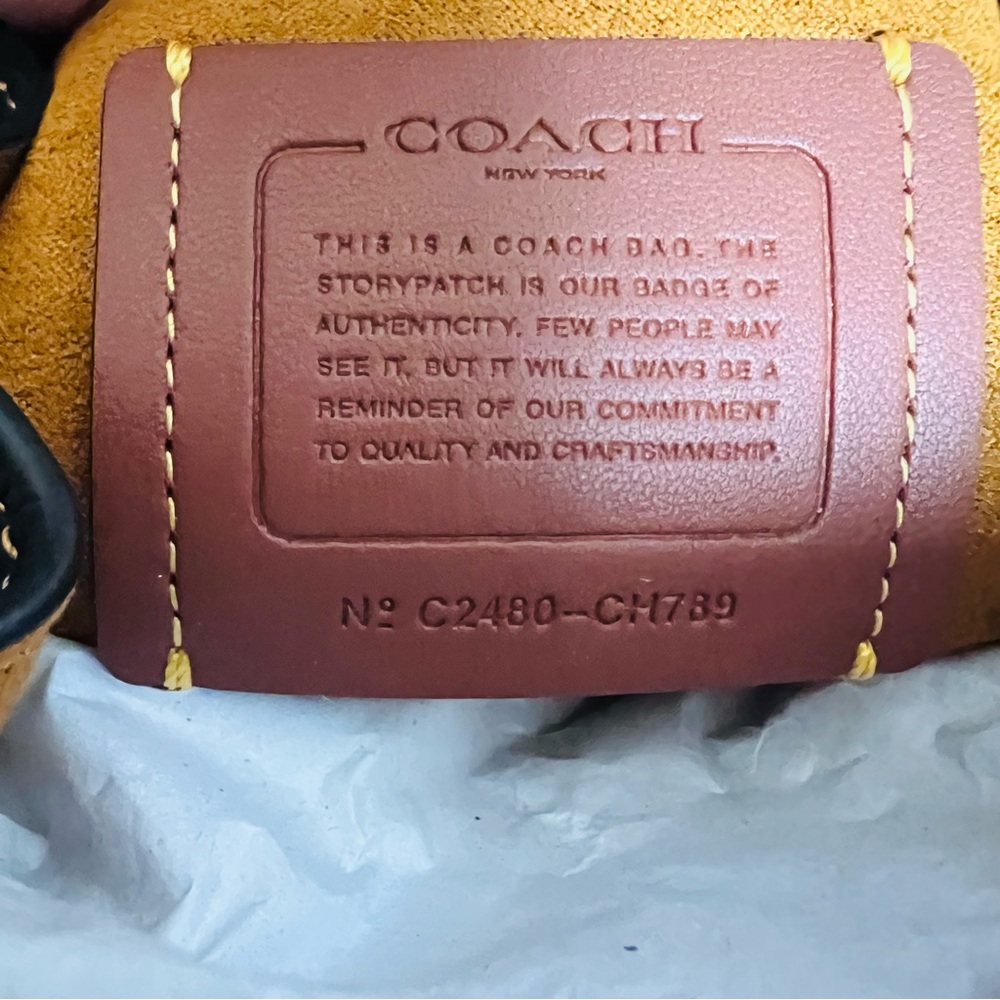 COACH
NEW YORK
THIS IS A COACH BAG. THE
STORYPATCH IS OUR BADGE OF
AUTHENTICITY. FEW PEOPLE MAY
SEE IT, BUT IT WILL ALWAYS BE A
REMINDER OF OUR COMMITMENT
TO QUALITY AND CRAFTSMANSHIP.
Nº C2480-CH789